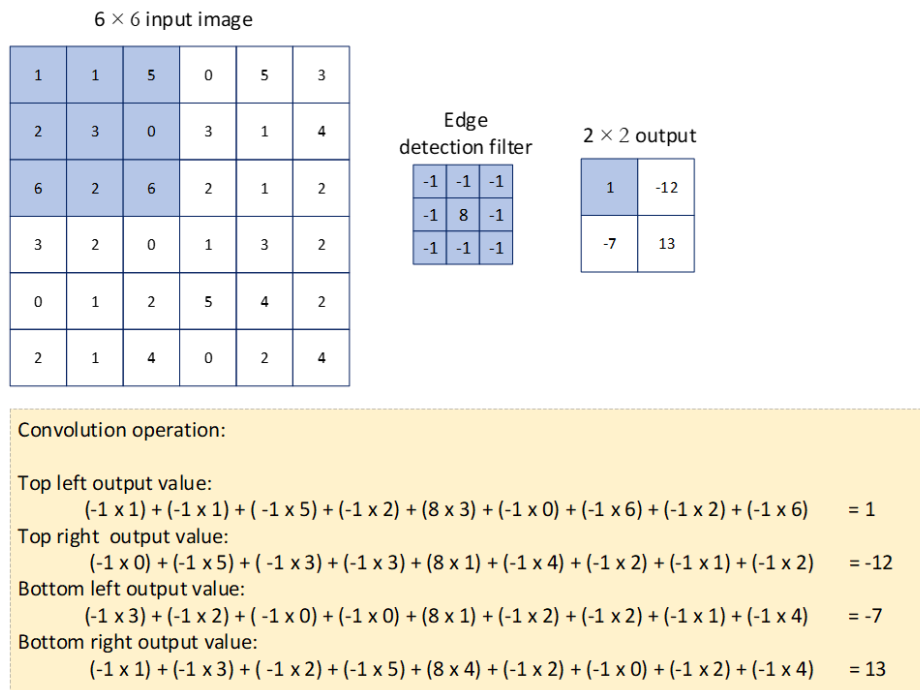 6 × 6 input image
1 1 5 0 5 3
2 3 0 3 1 4
6 2 6 2 1 2
3 2 0 1 3 2
0 1 2 5 4 2
2 1 4 0 2 4
Edge
detection filter
-1 -1 -1
-1 8 -1
-1 -1 -1
2 × 2 output
1 -12
-7 13
Convolution operation:
Top left output value:
(-1 x 1) + (-1 x 1) + ( -1 x 5) + (-1 x 2) + (8 x 3) + (-1 x 0) + (-1 x 6) + (-1 x 2) + (-1 x 6) = 1
Top right output value:
(-1 x 0) + (-1 x 5) + ( -1 x 3) + (-1 x 3) + (8 x 1) + (-1 x 4) + (-1 x 2) + (-1 x 1) + (-1 x 2) = -12
Bottom left output value:
(-1 x 3) + (-1 x 2) + ( -1 x 0) + (-1 x 0) + (8 x 1) + (-1 x 2) + (-1 x 2) + (-1 x 1) + (-1 x 4) = -7
Bottom right output value:
(-1 x 1) + (-1 x 3) + ( -1 x 2) + (-1 x 5) + (8 x 4) + (-1 x 2) + (-1 x 0) + (-1 x 2) + (-1 x 4) = 13